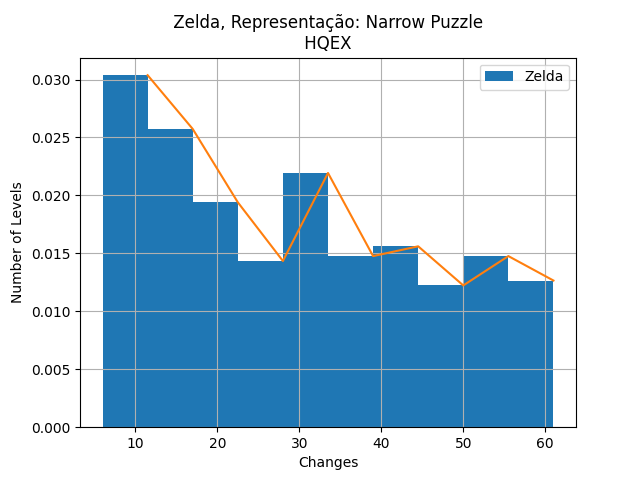 Zelda, Representação: Narrow Puzzle
HQEX
Zelda
Number of Levels
0.030
0.025
0.020
0.015
0.010
0.005
0.000
10 20 30 40 50 60
Changes